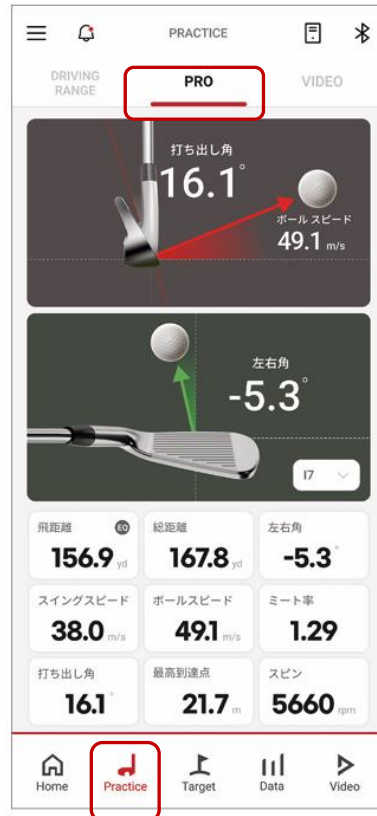 PRACTICE
DRIVING
RANGE
PRO
VIDEO
打ち出し角
16.1°
ボールスピード
49.1 m/s
左右角
-5.3°
I7
飛距離 EQ
総距離
左右角
156.9 yd
167.8 yd
-5.3°
スイングスピード
ボールスピード
ミート率
38.0 m/s
49.1 m/s
1.29
打ち出し角
最高到達点
スピン
16.1°
21.7 m
5660 rpm
Home
Practice
Target
Data
Video